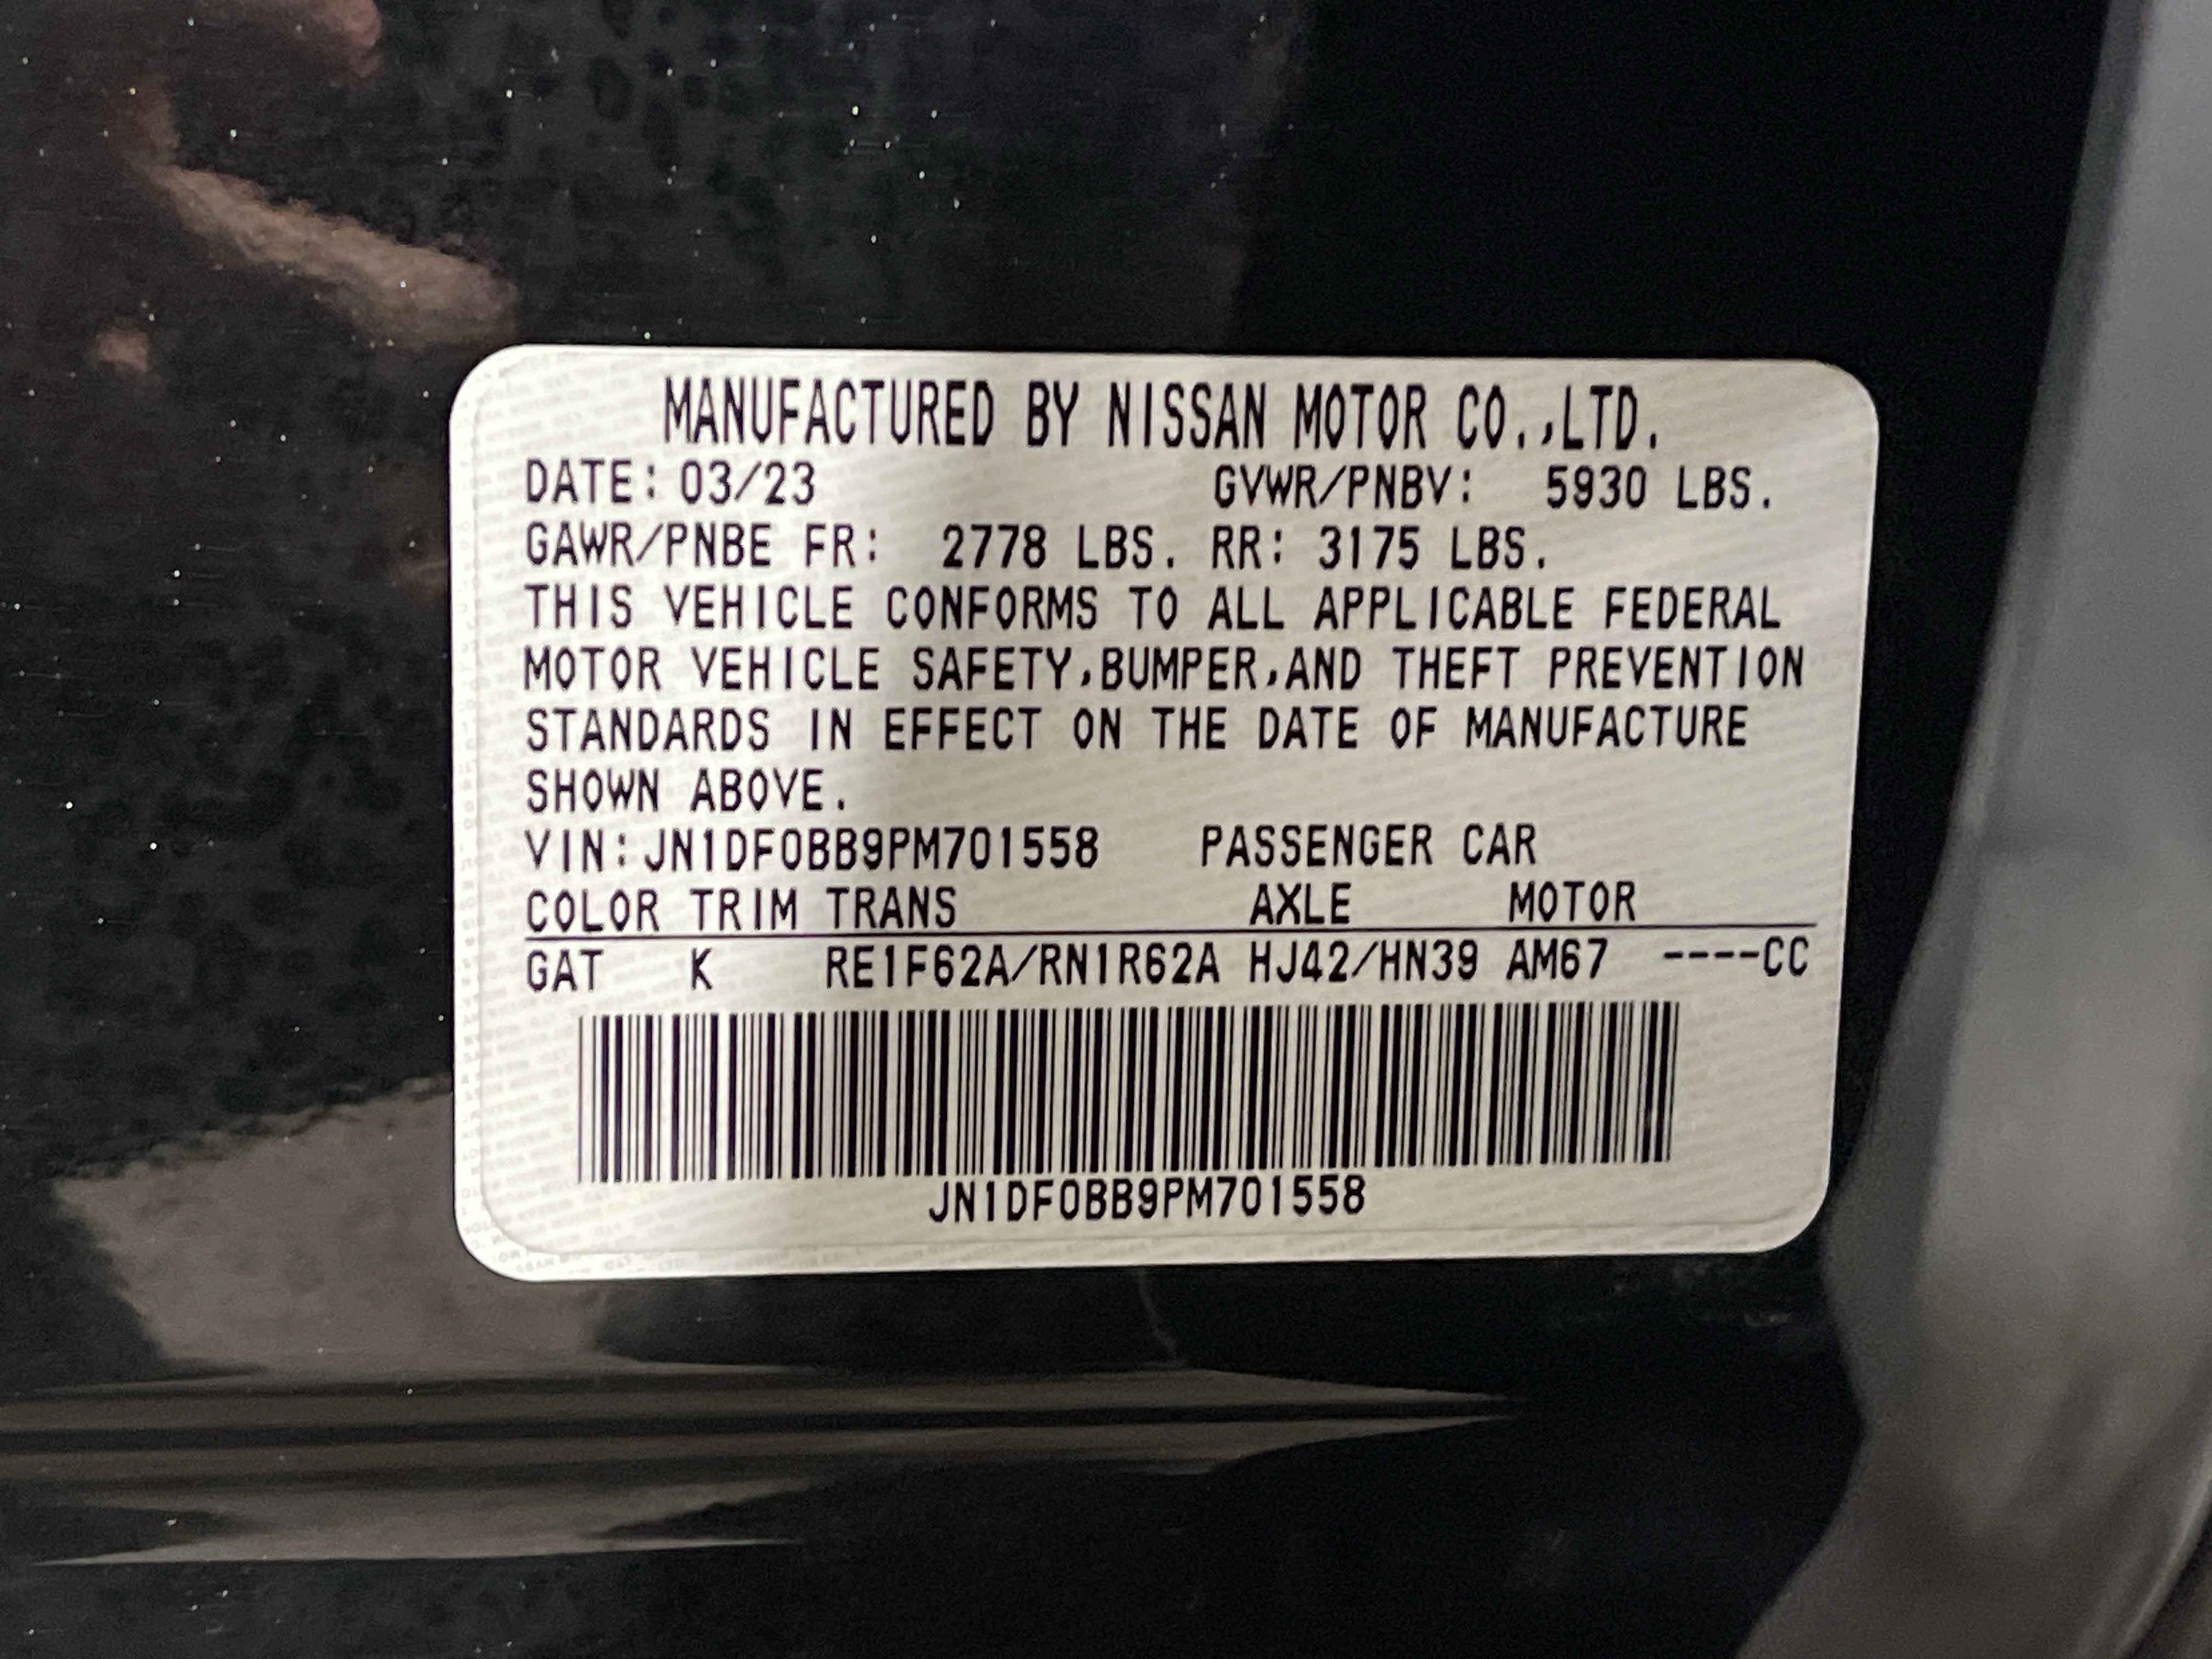 MANUFACTURED BY NISSAN MOTOR CO.,LTD.
DATE: 03/23 GVWR/PNBV: 5930 LBS.
GAWR/PNBE FR: 2778 LBS. RR: 3175 LBS.
THIS VEHICLE CONFORMS TO ALL APPLICABLE FEDERAL
MOTOR VEHICLE SAFETY,BUMPER,AND THEFT PREVENTION
STANDARDS IN EFFECT ON THE DATE OF MANUFACTURE
SHOWN ABOVE.
VIN:JN1DF0BB9PM701558 PASSENGER CAR
COLOR TRIM TRANS AXLE MOTOR
GAT K RE1F62A/RN1R62A HJ42/HN39 AM67 ----CC
JN1DF0BB9PM701558